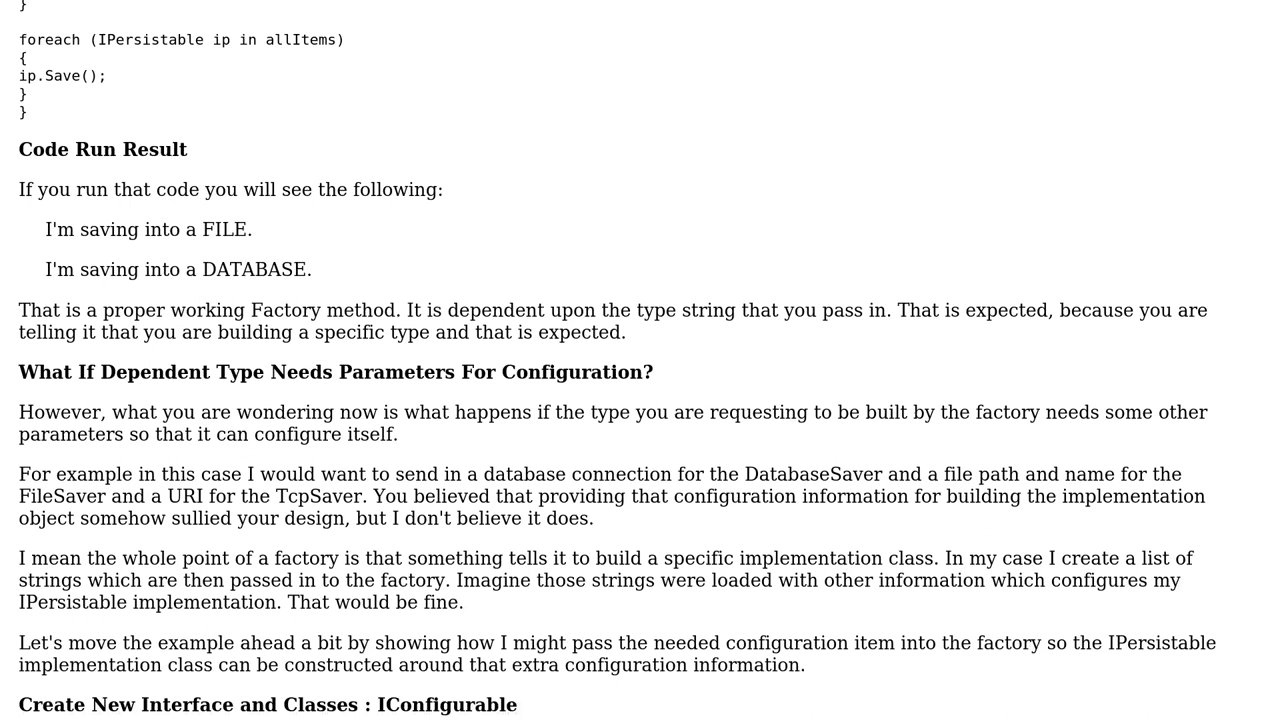 }
foreach (IPersistable ip in allItems)
{
ip.Save();
}
}
Code Run Result
If you run that code you will see the following:
I'm saving into a FILE.
I'm saving into a DATABASE.
That is a proper working Factory method. It is dependent upon the type string that you pass in. That is expected, because you are
telling it that you are building a specific type and that is expected.
What If Dependent Type Needs Parameters For Configuration?
However, what you are wondering now is what happens if the type you are requesting to be built by the factory needs some other
parameters so that it can configure itself.
For example in this case I would want to send in a database connection for the DatabaseSaver and a file path and name for the
FileSaver and a URI for the TcpSaver. You believed that providing that configuration information for building the implementation
object somehow sullied your design, but I don't believe it does.
I mean the whole point of a factory is that something tells it to build a specific implementation class. In my case I create a list of
strings which are then passed in to the factory. Imagine those strings were loaded with other information which configures my
IPersistable implementation. That would be fine.
Let's move the example ahead a bit by showing how I might pass the needed configuration item into the factory so the IPersistable
implementation class can be constructed around that extra configuration information.
Create New Interface and Classes : IConfigurable